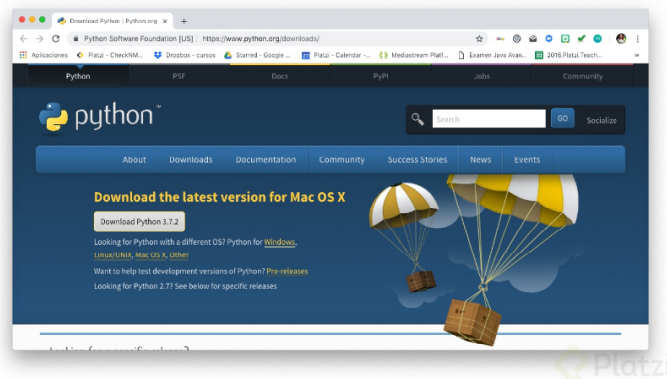 Download Python | Python.org
Python Software Foundation [US] | https://www.python.org/downloads/
Aplicaciones Platzi - CheckNM... Dropbox - cursos Starred - Google ... Platzi - Calendar -... Mediastream Platf... Examen Java Avan... 2018.Platzi.Teach...
Python PSF Docs PyPI Jobs Community
python™
Search GO Socialize
About Downloads Documentation Community Success Stories News Events
Download the latest version for Mac OS X
Download Python 3.7.2
Looking for Python with a different OS? Python for Windows,
Linux/UNIX, Mac OS X, Other
Want to help test development versions of Python? Pre-releases
Looking for Python 2.7? See below for specific releases
Looking for a specific release?